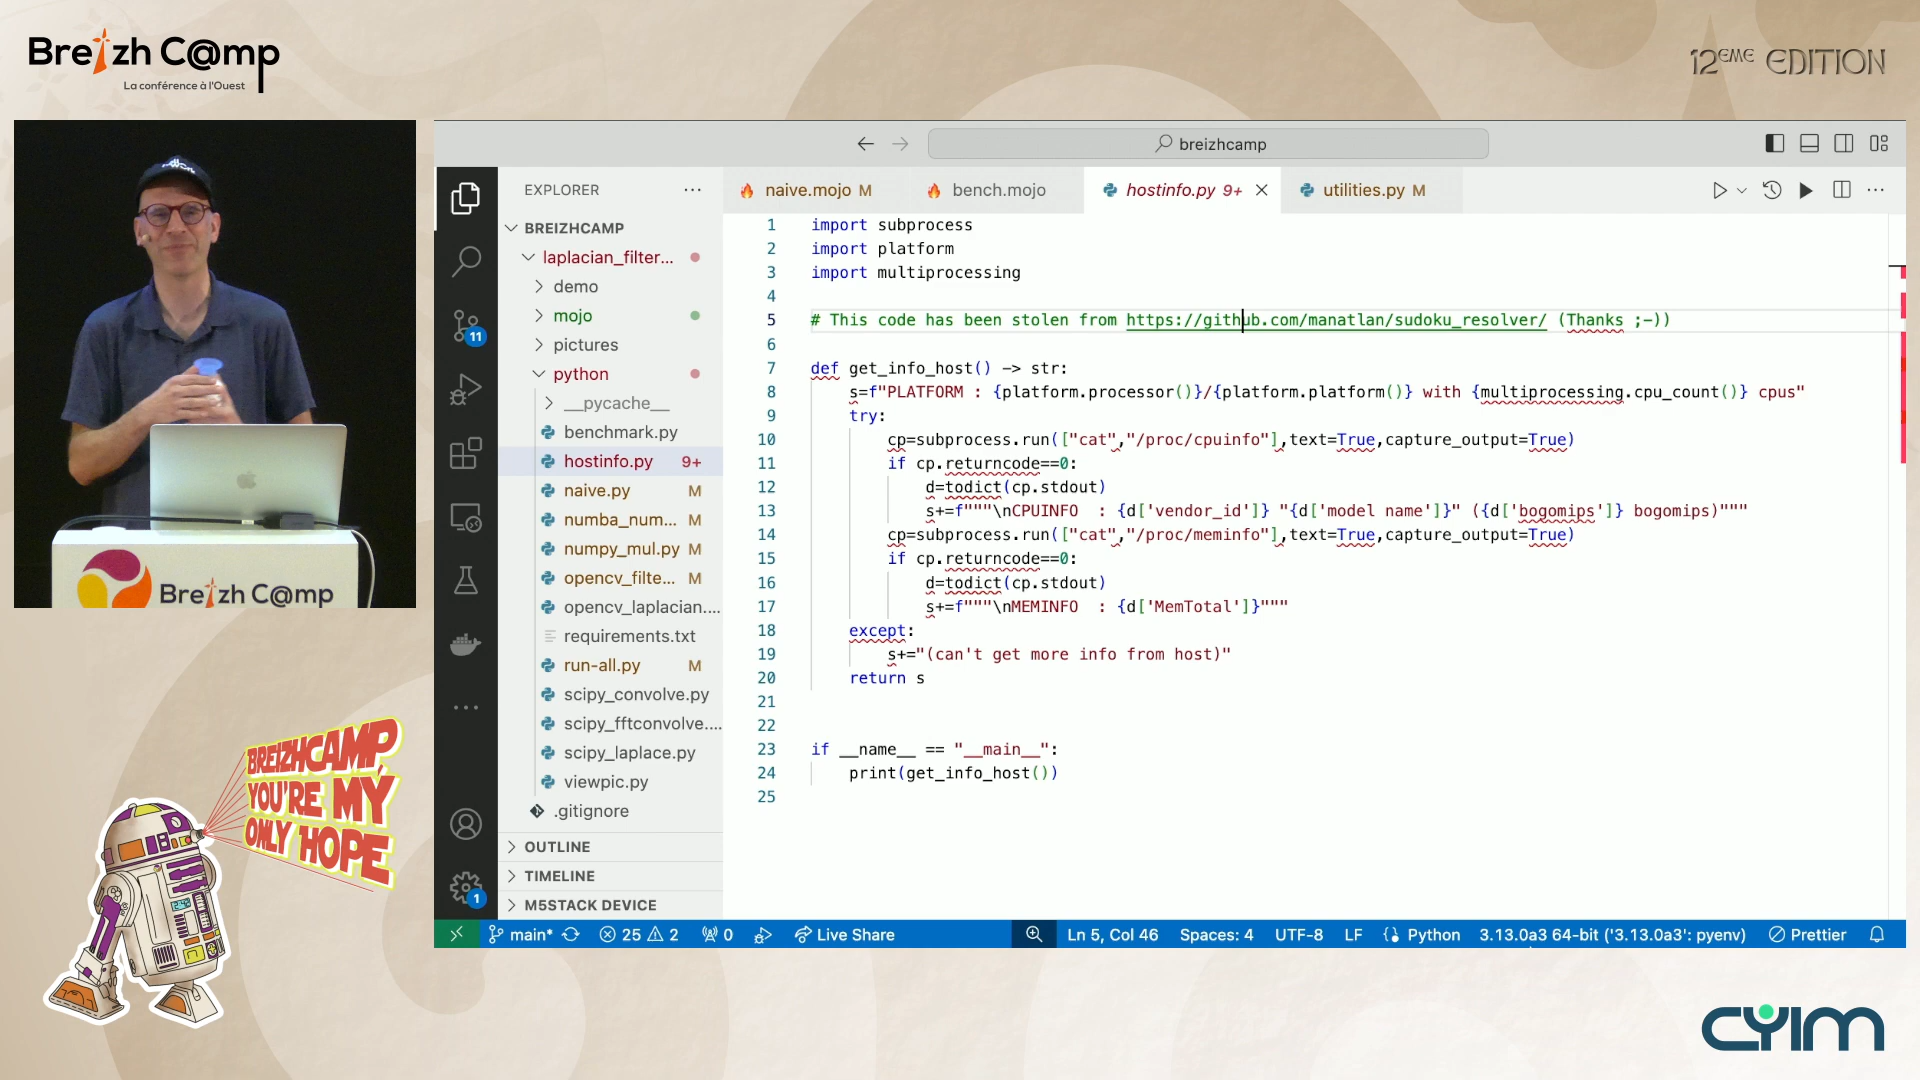 Breizh C@mp
La conférence à l'Ouest
12EME EDITION
Breizh C@mp
BREIZHCAMP,
YOU'RE MY
ONLY HOPE
breizhcamp
EXPLORER
BREIZHCAMP
laplacian_filter...
demo
mojo
pictures
python
__pycache__
benchmark.py
hostinfo.py 9+
naive.py M
numba_num... M
numpy_mul.py M
opencv_filte... M
opencv_laplacian....
requirements.txt
run-all.py M
scipy_convolve.py
scipy_fftconvolve....
scipy_laplace.py
viewpic.py
.gitignore
OUTLINE
TIMELINE
M5STACK DEVICE
11
1
naive.mojo M
bench.mojo
hostinfo.py 9+
utilities.py M
1 import subprocess
2 import platform
3 import multiprocessing
4
5 # This code has been stolen from https://github.com/manatlan/sudoku_resolver/ (Thanks ;-))
6
7 def get_info_host() -> str:
8 s=f"PLATFORM : {platform.processor()}/{platform.platform()} with {multiprocessing.cpu_count()} cpus"
9 try:
10 cp=subprocess.run(["cat","/proc/cpuinfo"],text=True,capture_output=True)
11 if cp.returncode==0:
12 d=todict(cp.stdout)
13 s+=f"""\nCPUINFO : {d['vendor_id']} "{d['model name']}" ({d['bogomips']} bogomips)"""
14 cp=subprocess.run(["cat","/proc/meminfo"],text=True,capture_output=True)
15 if cp.returncode==0:
16 d=todict(cp.stdout)
17 s+=f"""\nMEMINFO : {d['MemTotal']}"""
18 except:
19 s+="(can't get more info from host)"
20 return s
21
22
23 if __name__ == "__main__":
24 print(get_info_host())
25
main* 25 2 0 Live Share Ln 5, Col 46 Spaces: 4 UTF-8 LF Python 3.13.0a3 64-bit ('3.13.0a3': pyenv) Prettier
CYIM